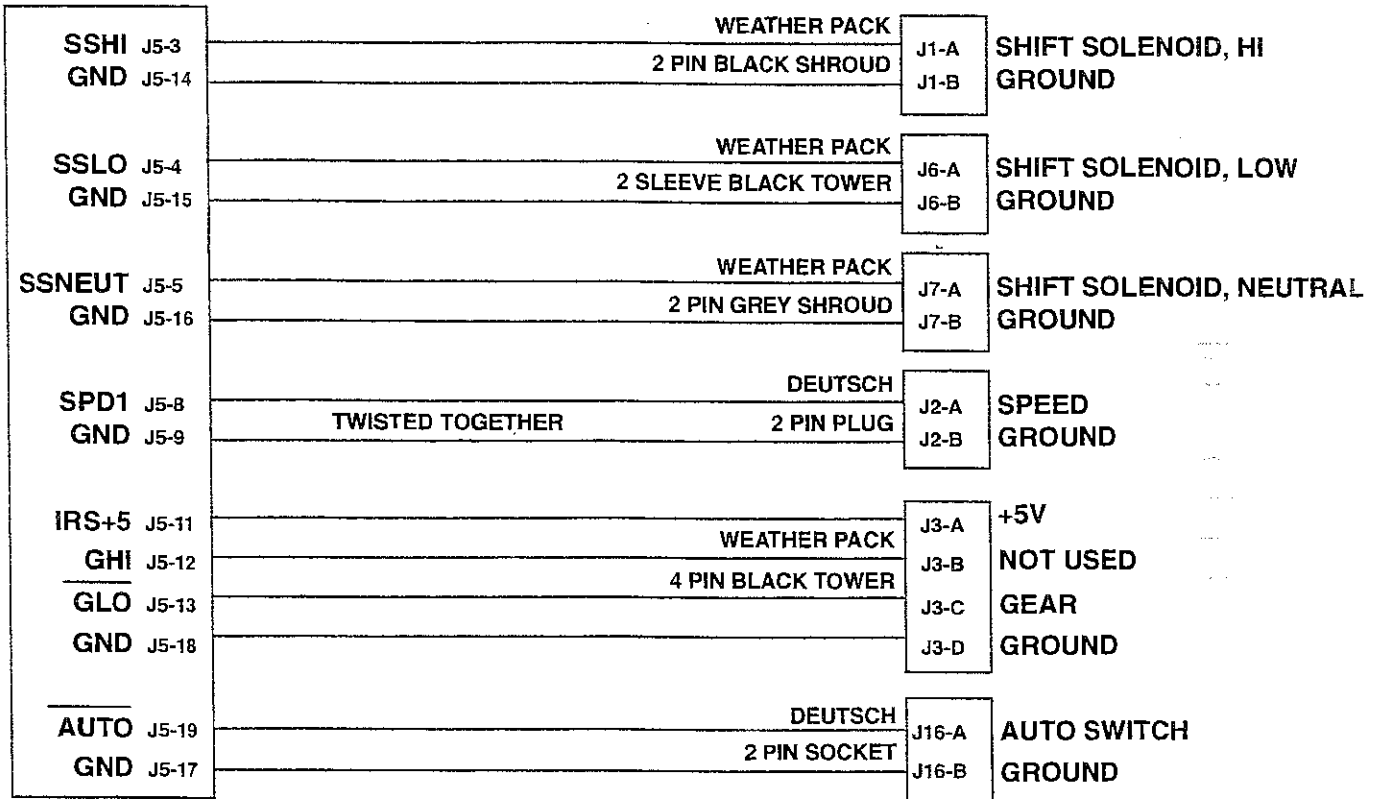 WEATHER PACK
SSHI J5-3 J1-A SHIFT SOLENOID, HI
2 PIN BLACK SHROUD
GND J5-14 J1-B GROUND
WEATHER PACK
SSLO J5-4 J6-A SHIFT SOLENOID, LOW
2 SLEEVE BLACK TOWER
GND J5-15 J6-B GROUND
WEATHER PACK
SSNEUT J5-5 J7-A SHIFT SOLENOID, NEUTRAL
2 PIN GREY SHROUD
GND J5-16 J7-B GROUND
DEUTSCH
SPD1 J5-8 J2-A SPEED
TWISTED TOGETHER 2 PIN PLUG
GND J5-9 J2-B GROUND
IRS+5 J5-11 J3-A +5V
WEATHER PACK
GHI J5-12 J3-B NOT USED
4 PIN BLACK TOWER
GLO J5-13 J3-C GEAR
GND J5-18 J3-D GROUND
DEUTSCH
AUTO J5-19 J16-A AUTO SWITCH
2 PIN SOCKET
GND J5-17 J16-B GROUND